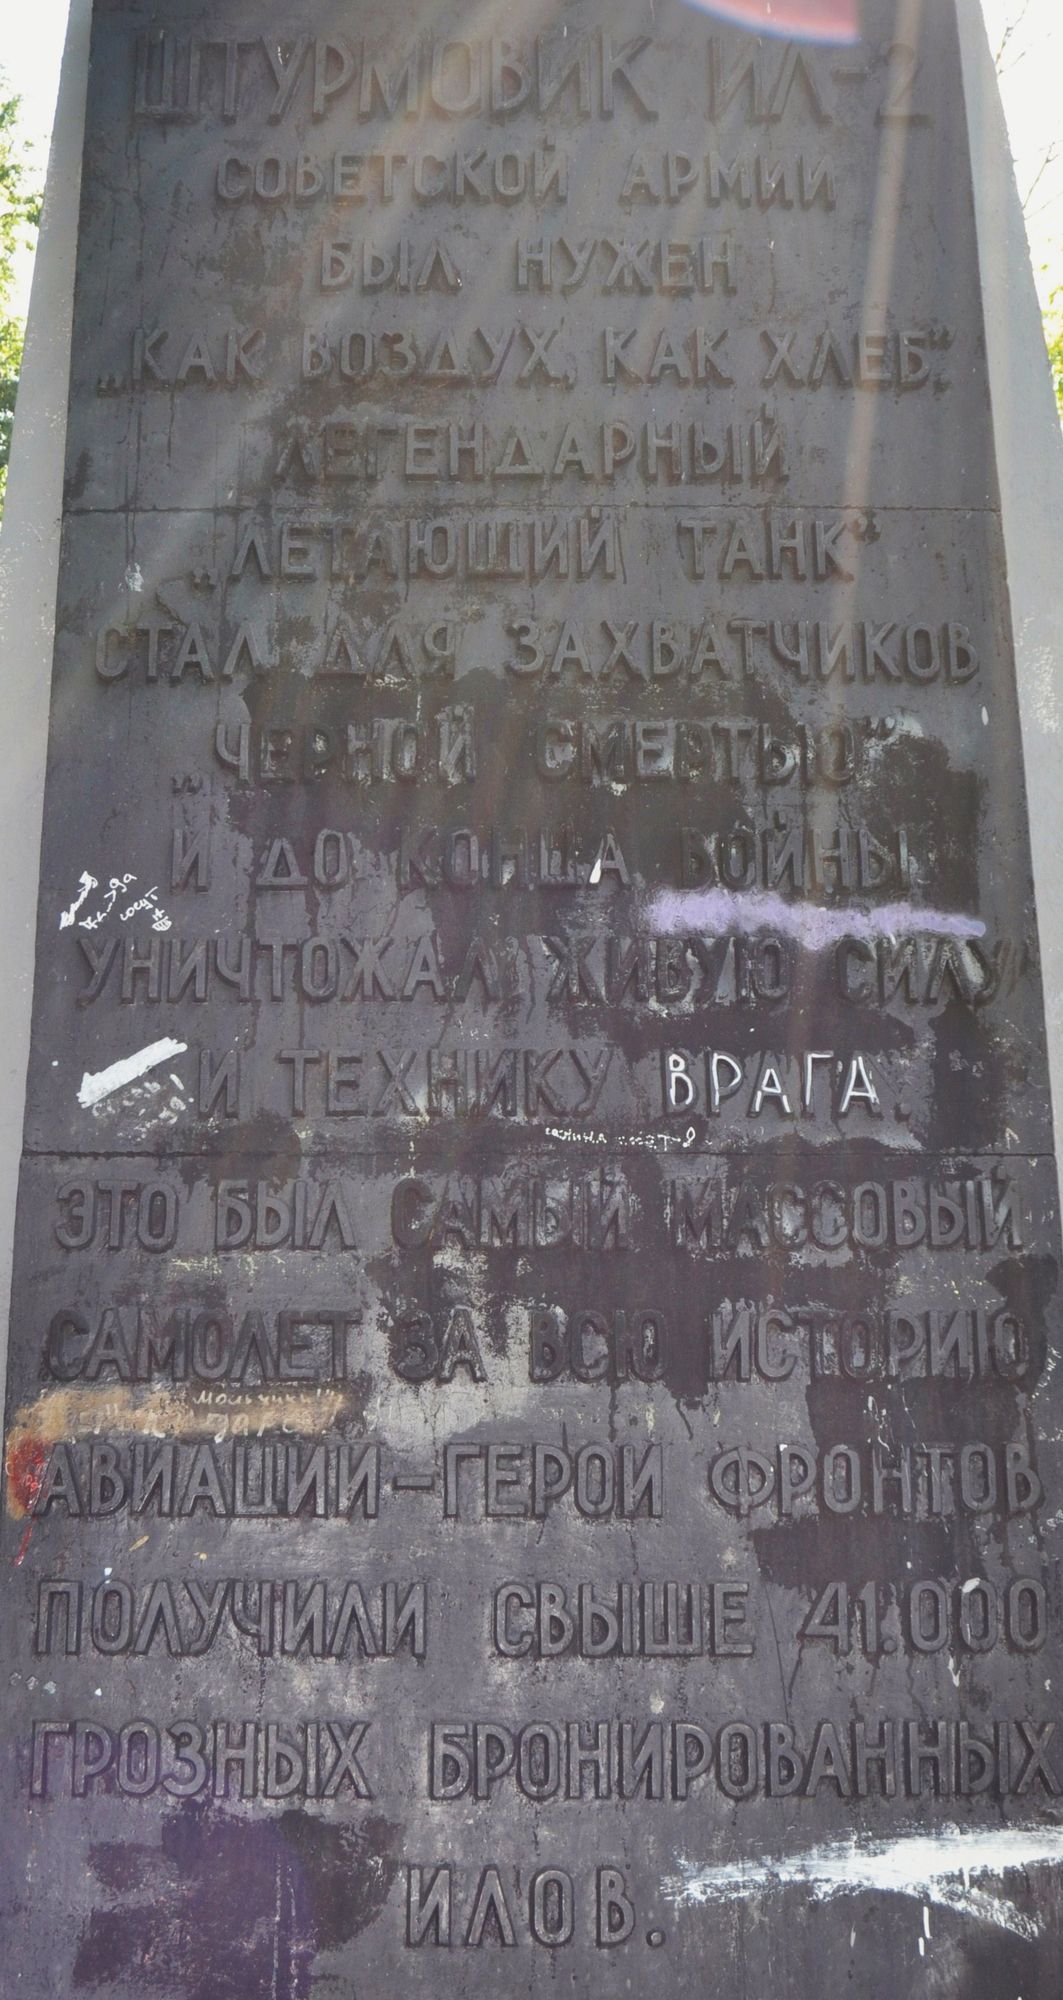 ШТУРМОВИК ИЛ-2
СОВЕТСКОЙ АРМИИ
БЫЛ НУЖЕН
„КАК ВОЗДУХ, КАК ХЛЕБ".
ЛЕГЕНДАРНЫЙ
„ЛЕТАЮЩИЙ ТАНК"
СТАЛ ДЛЯ ЗАХВАТЧИКОВ
„ЧЕРНОЙ СМЕРТЬЮ"
И ДО КОНЦА ВОЙНЫ
УНИЧТОЖАЛ ЖИВУЮ СИЛУ
И ТЕХНИКУ ВРАГА.
ЭТО БЫЛ САМЫЙ МАССОВЫЙ
САМОЛЕТ ЗА ВСЮ ИСТОРИЮ
АВИАЦИИ-ГЕРОИ ФРОНТОВ
ПОЛУЧИЛИ СВЫШЕ 41.000
ГРОЗНЫХ БРОНИРОВАННЫХ
ИЛОВ.